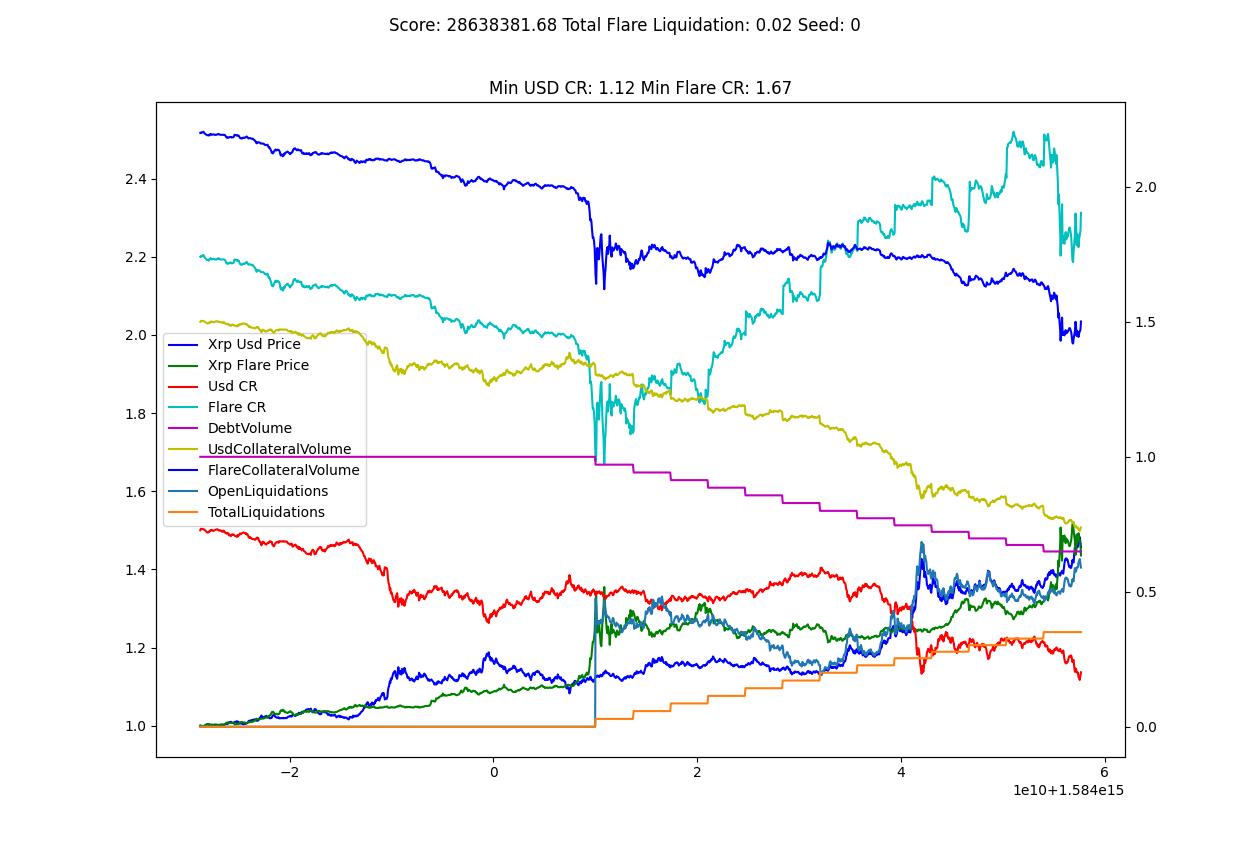 Score: 28638381.68 Total Flare Liquidation: 0.02 Seed: 0
Min USD CR: 1.12 Min Flare CR: 1.67
2.4
2.2
2.0
1.8
1.6
1.4
1.2
1.0
Xrp Usd Price
Xrp Flare Price
Usd CR
Flare CR
DebtVolume
UsdCollateralVolume
FlareCollateralVolume
OpenLiquidations
TotalLiquidations
2.0
1.5
1.0
0.5
0.0
−2 0 2 4 6
1e10+1.584e15